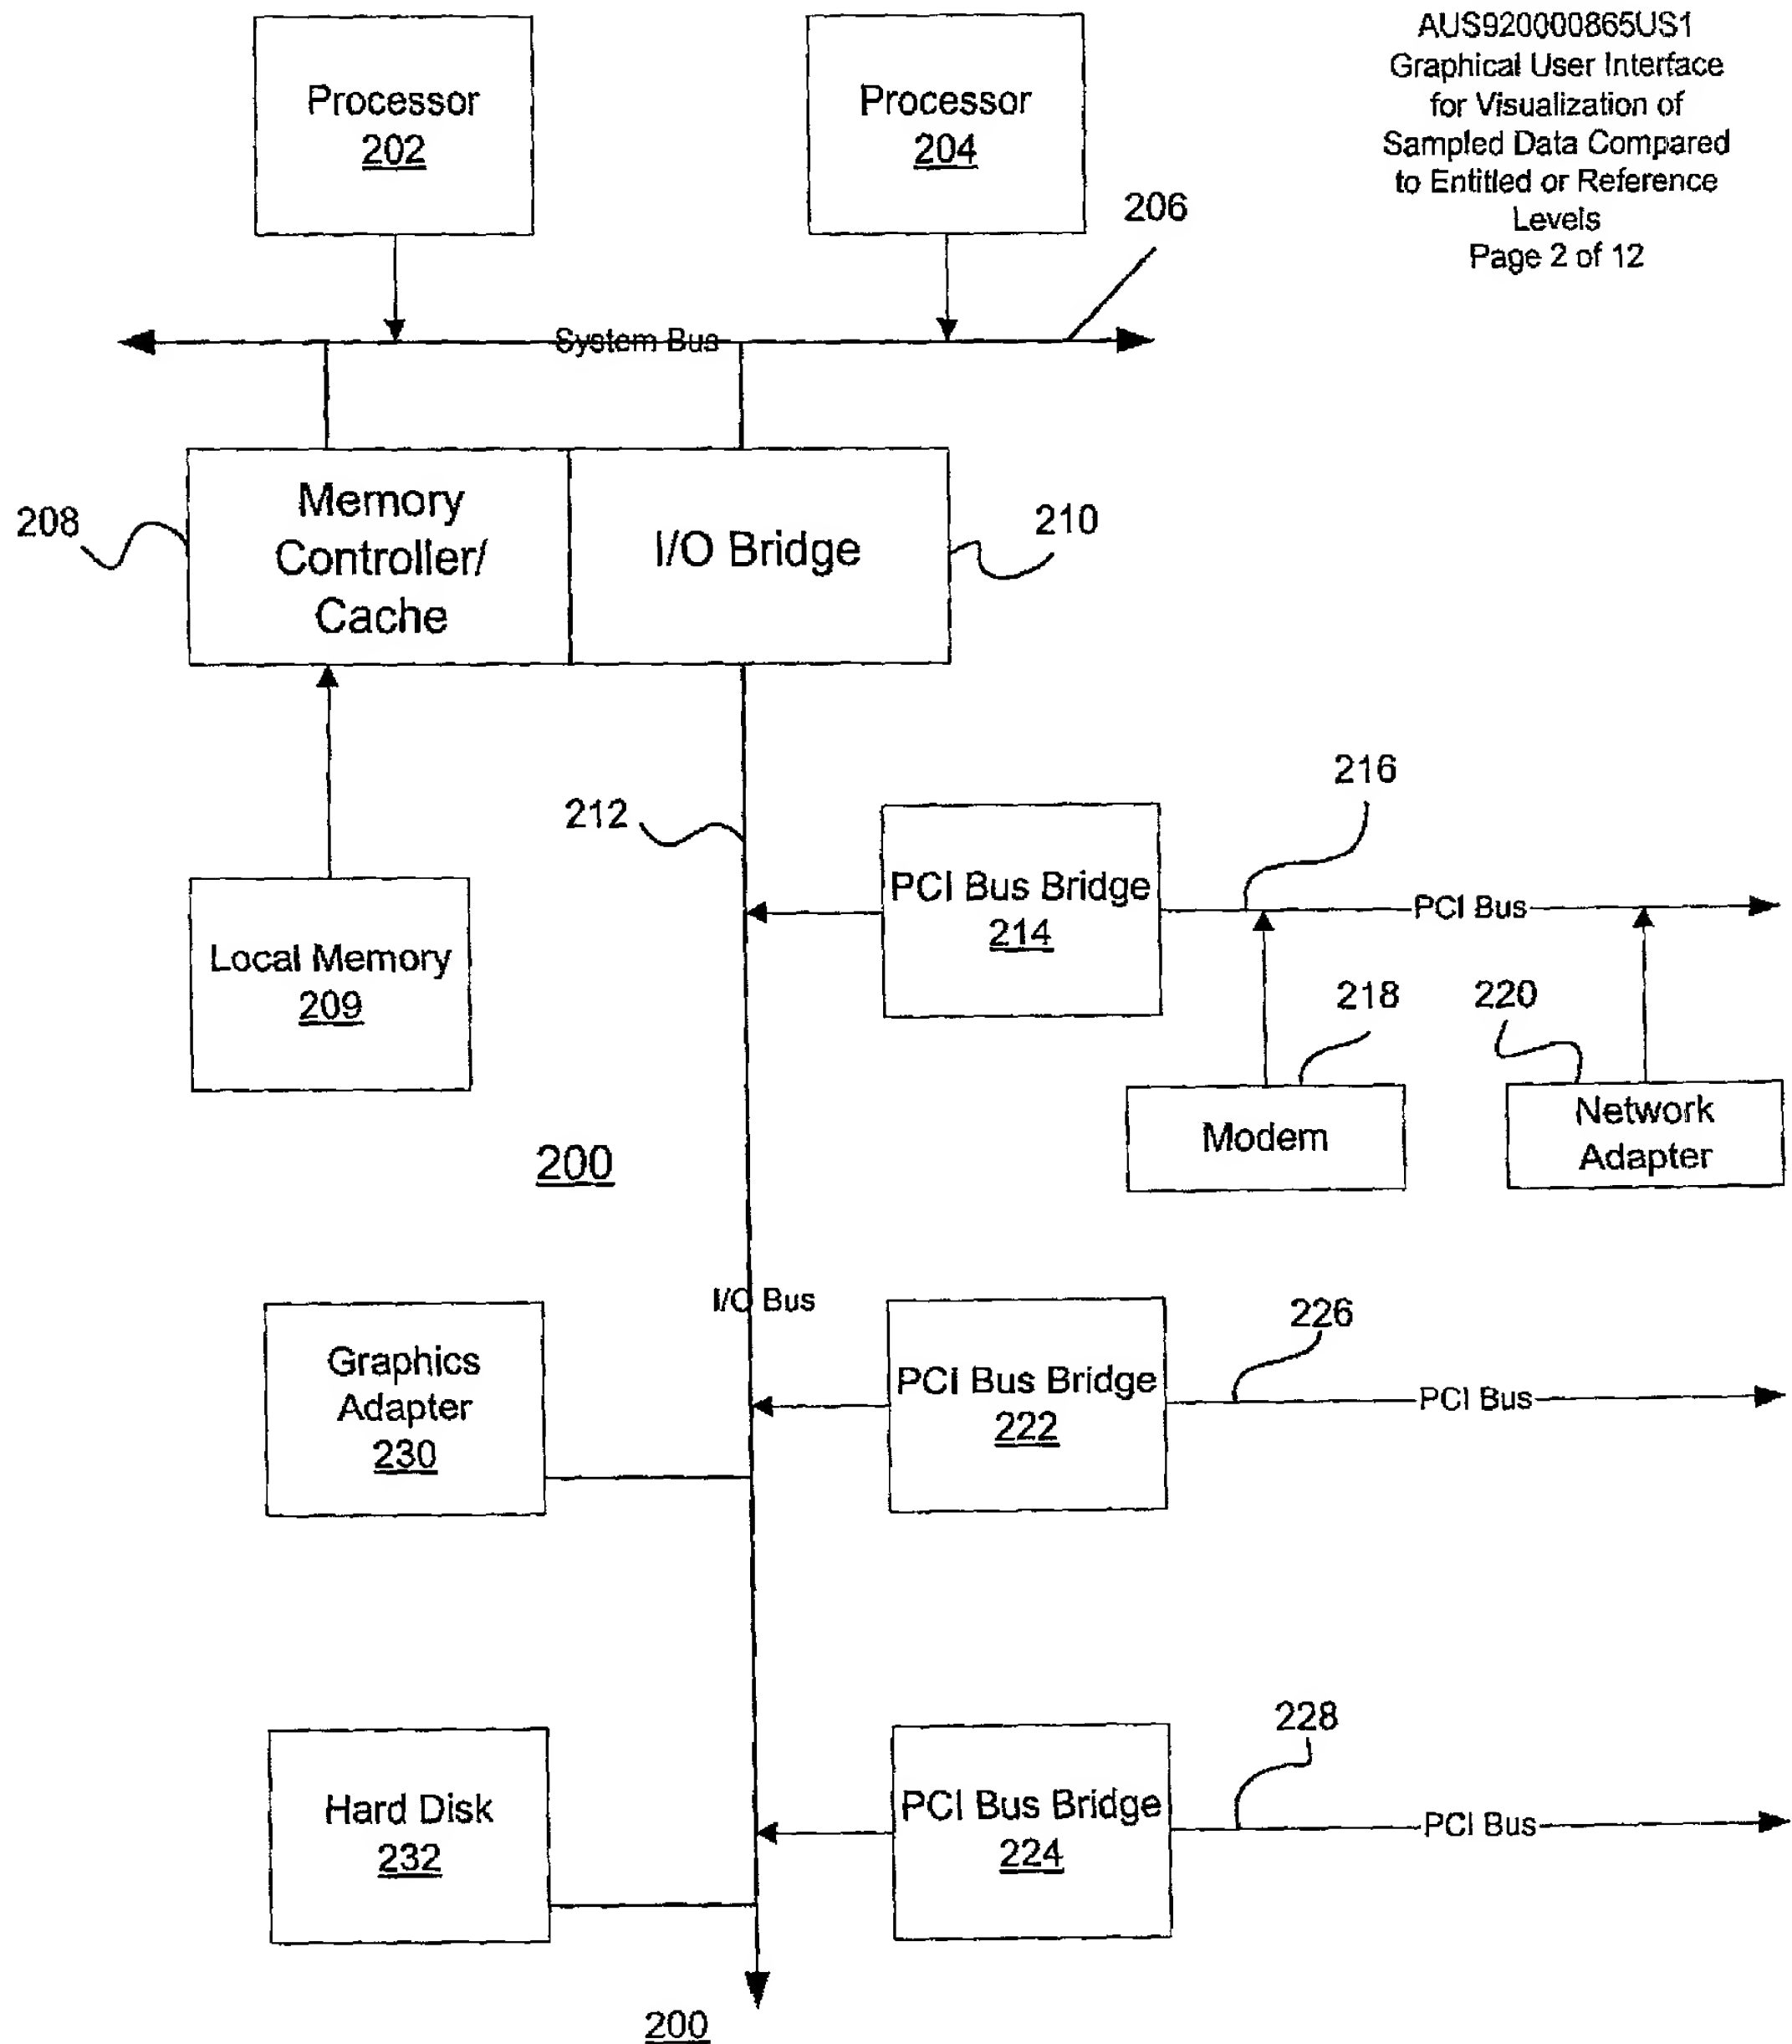 AUS920000865US1
Graphical User Interface
for Visualization of
Sampled Data Compared
to Entitled or Reference
Levels
Page 2 of 12
Processor
202
Processor
204
206
System Bus
208
Memory
Controller/
Cache
I/O Bridge
210
212
216
PCI Bus Bridge
214
PCI Bus
Local Memory
209
218
220
Modem
Network
Adapter
200
I/O Bus
Graphics
Adapter
230
PCI Bus Bridge
222
226
PCI Bus
Hard Disk
232
PCI Bus Bridge
224
228
PCI Bus
200